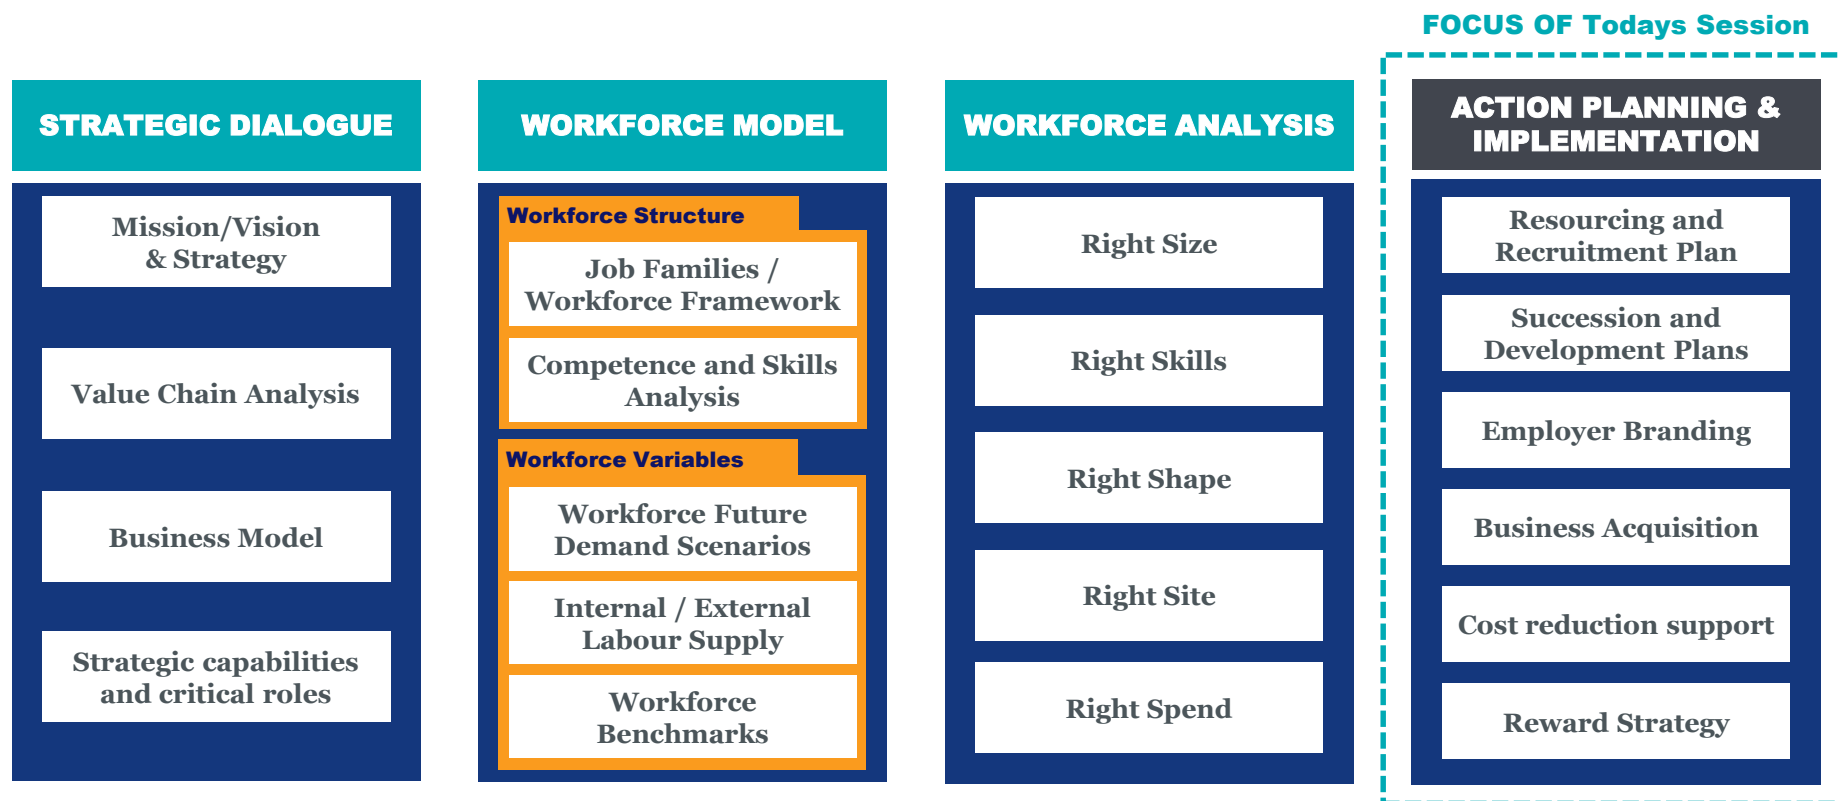 FOCUS OF Todays Session
STRATEGIC DIALOGUE
Mission/Vision
& Strategy
Value Chain Analysis
Business Model
Strategic capabilities
and critical roles
WORKFORCE MODEL
Workforce Structure
Job Families /
Workforce Framework
Competence and Skills
Analysis
Workforce Variables
Workforce Future
Demand Scenarios
Internal / External
Labour Supply
Workforce
Benchmarks
WORKFORCE ANALYSIS
Right Size
Right Skills
Right Shape
Right Site
Right Spend
ACTION PLANNING &
IMPLEMENTATION
Resourcing and
Recruitment Plan
Succession and
Development Plans
Employer Branding
Business Acquisition
Cost reduction support
Reward Strategy